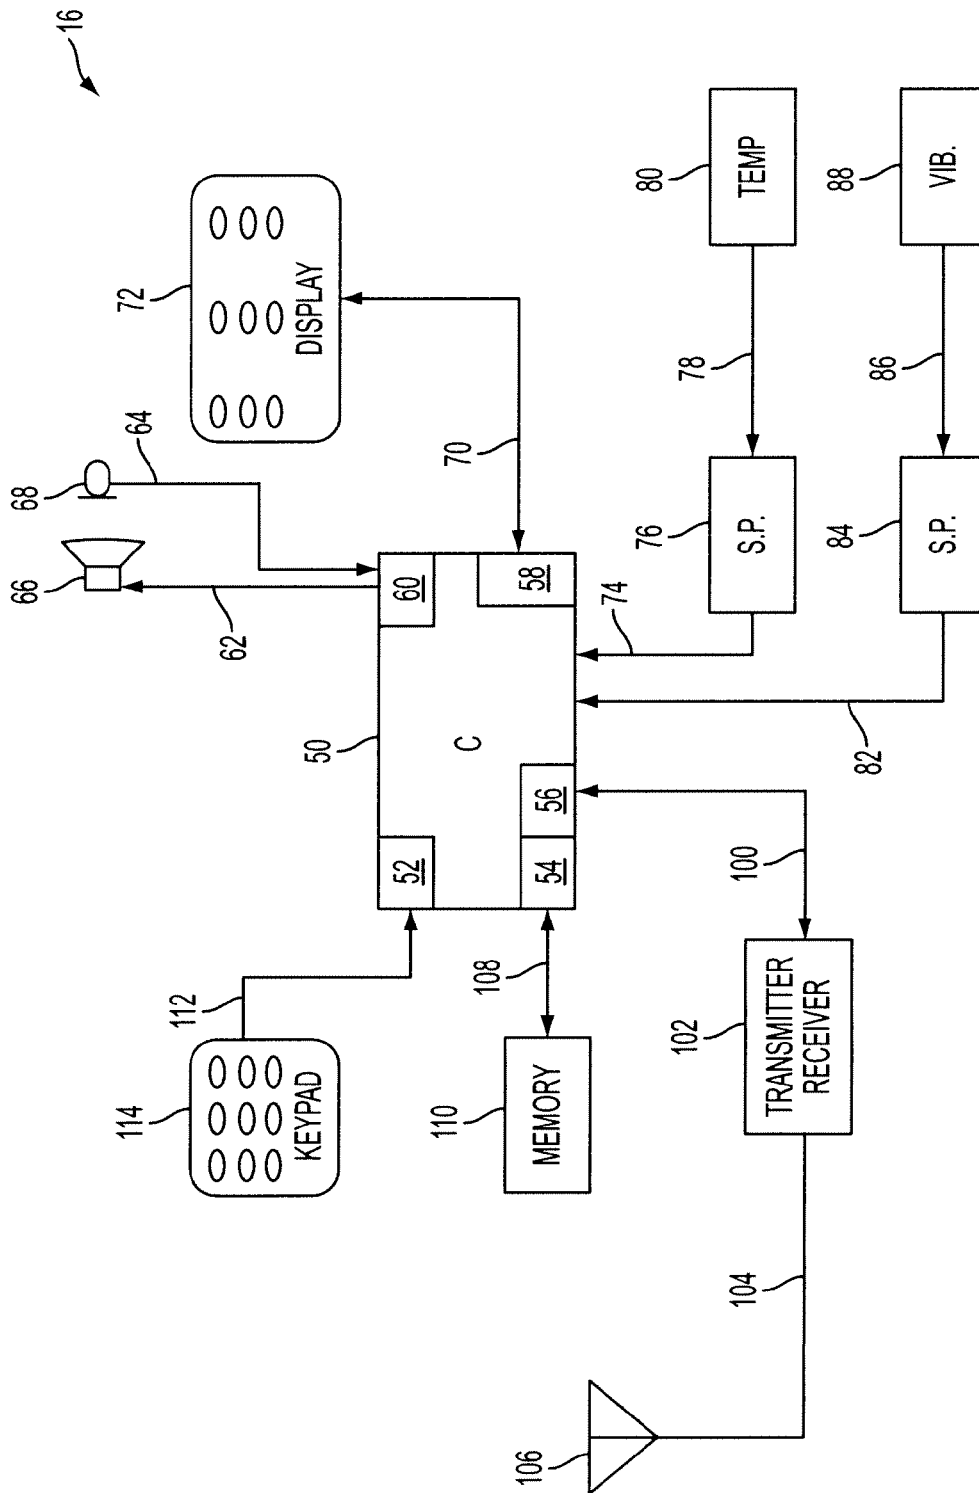 66
68
16
114
64
72
112
62
KEYPAD
DISPLAY
50
52
60
110
70
C
108
106
MEMORY
54
56
58
74
76
80
102
78
104
100
S.P.
TEMP
TRANSMITTER
RECEIVER
84
88
82
86
S.P.
VIB.